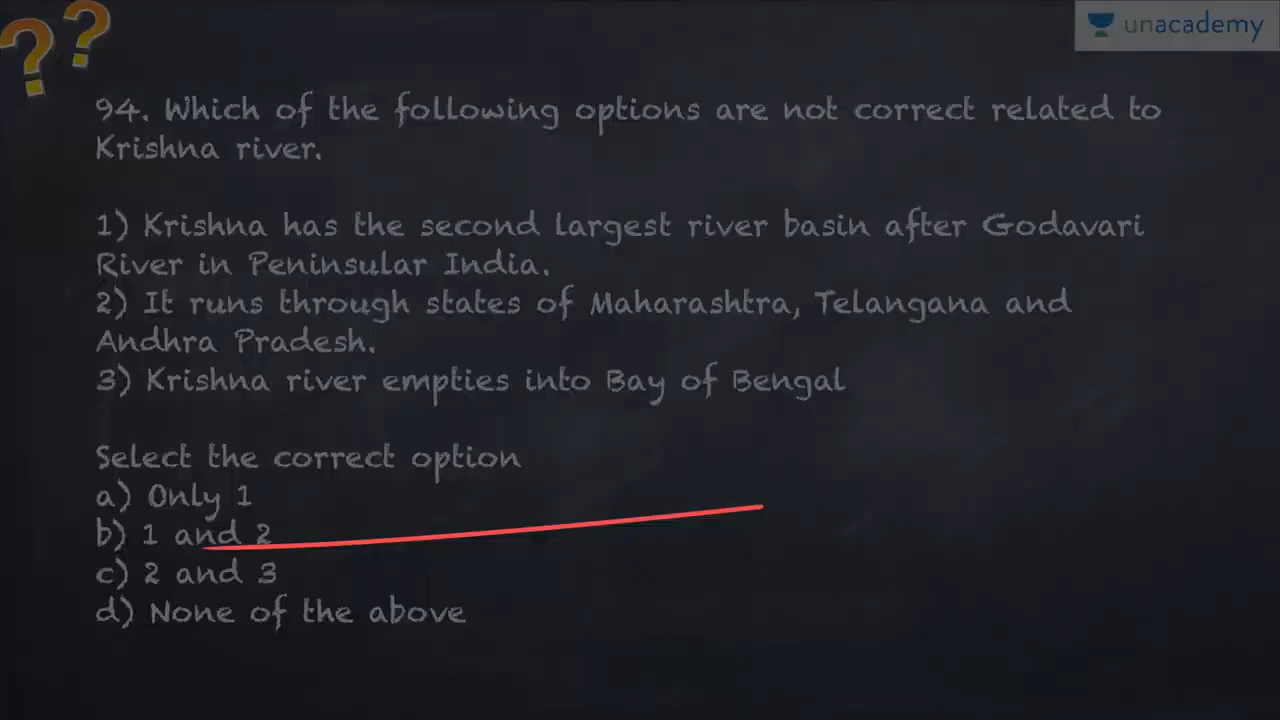 unacademy
94. Which of the following options are not correct related to
Krishna river.
1) Krishna has the second largest river basin after Godavari
River in Peninsular India.
2) It runs through states of Maharashtra, Telangana and
Andhra Pradesh.
3) Krishna river empties into Bay of Bengal
Select the correct option
a) Only 1
b) 1 and 2
c) 2 and 3
d) None of the above